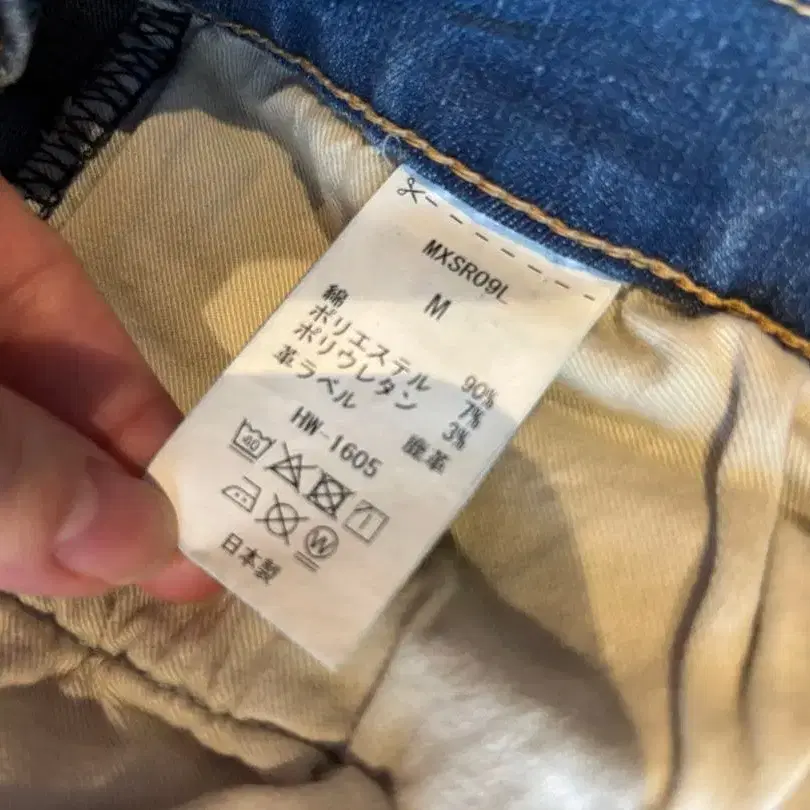 MXSR09L
M
綿 90%
ポリエステル 7%
ポリウレタン 3%
革ラベル 鹿革
HW-1605
40
W
日本製